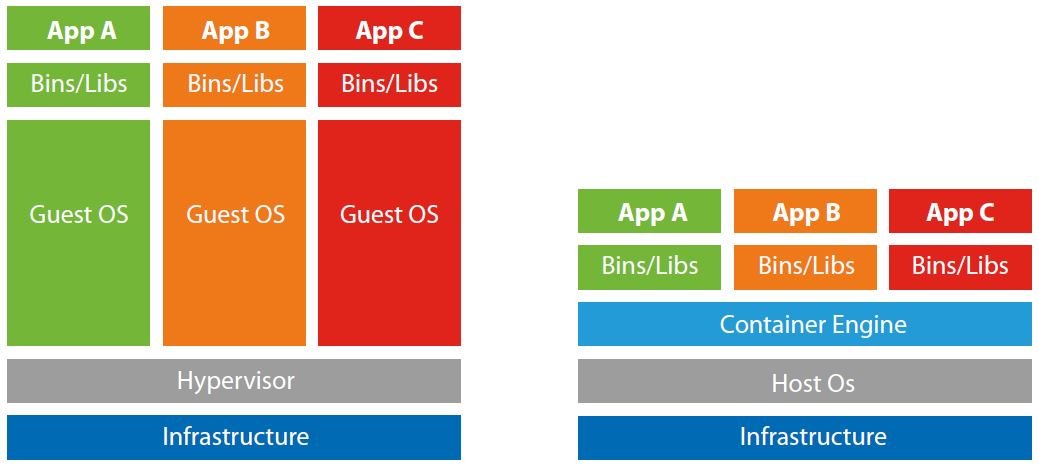 App A
App B
App C
Bins/Libs
Bins/Libs
Bins/Libs
Guest OS
Guest OS
Guest OS
Hypervisor
Infrastructure
App A
App B
App C
Bins/Libs
Bins/Libs
Bins/Libs
Container Engine
Host Os
Infrastructure